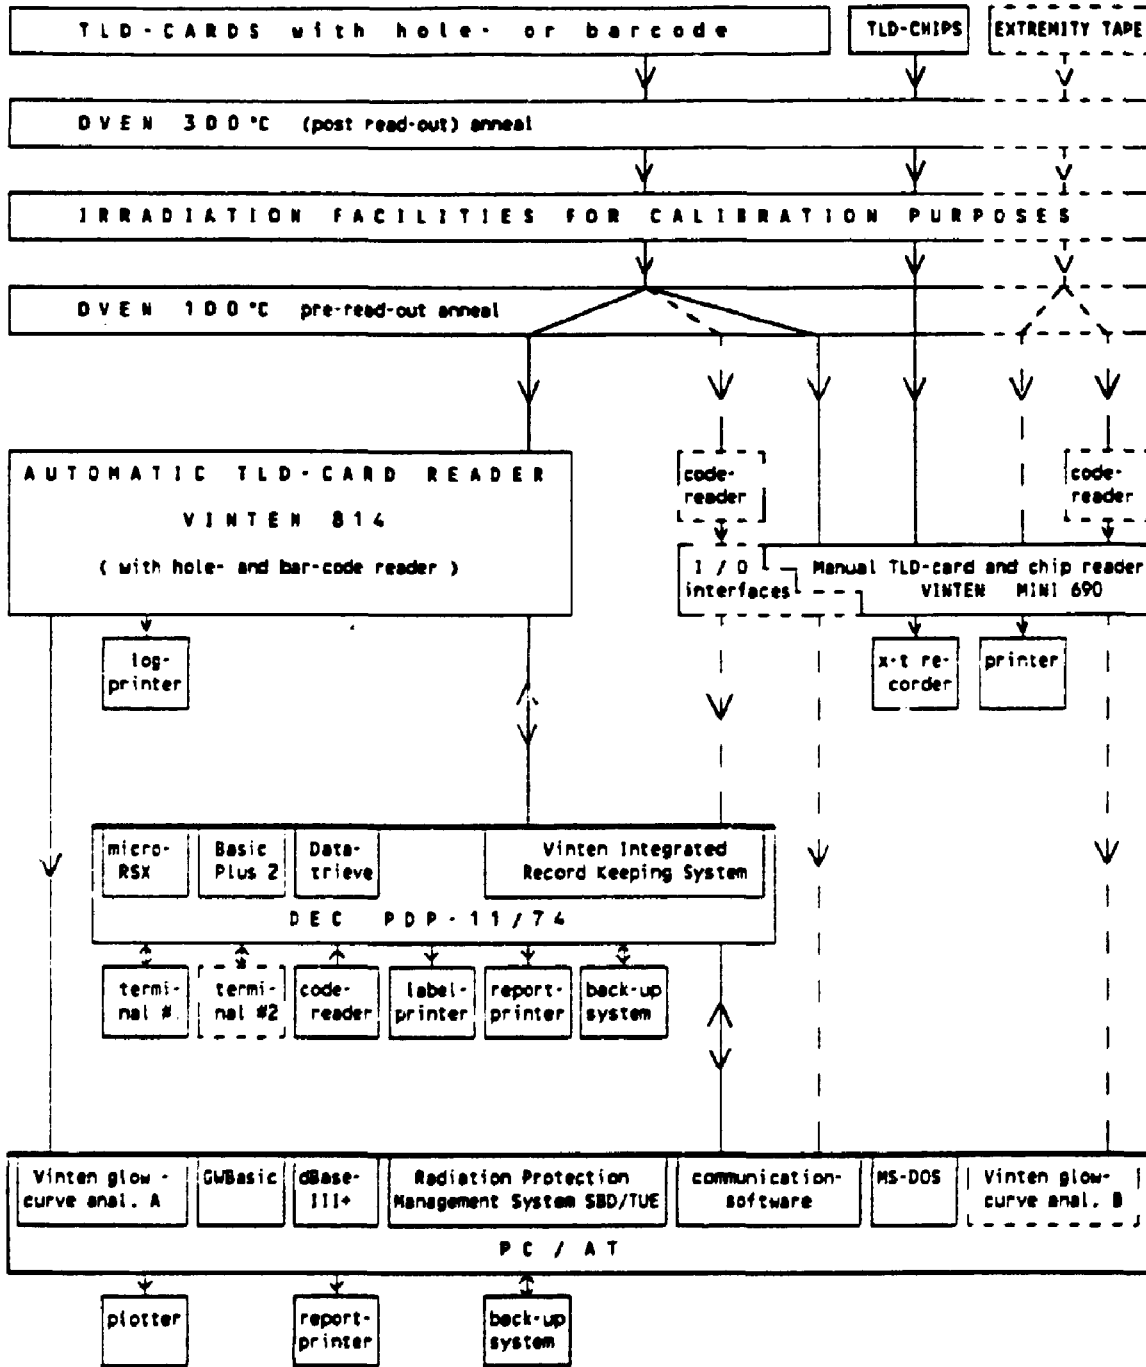 TLD-CARDS with hole- or barcode
TLD-CHIPS
EXTREMITY TAPE
OVEN 300°C (post read-out) anneal
IRRADIATION FACILITIES FOR CALIBRATION PURPOSES
OVEN 100°C pre-read-out anneal
AUTOMATIC TLD-CARD READER
VINTEN 814
( with hole- and bar-code reader )
code-
reader
code-
reader
I / O
interfaces
Manual TLD-card and chip reader
VINTEN MINI 690
log-
printer
x-t re-
corder
printer
micro-
RSX
Basic
Plus 2
Data-
trieve
Vinten Integrated
Record Keeping System
DEC PDP-11/74
termi-
nal #
termi-
nal #2
code-
reader
label-
printer
report-
printer
back-up
system
Vinten glow-
curve anal. A
GWBasic
dBase-
III+
Radiation Protection
Management System SBD/TUE
communication-
software
MS-DOS
Vinten glow-
curve anal. B
PC / AT
plotter
report-
printer
back-up
system